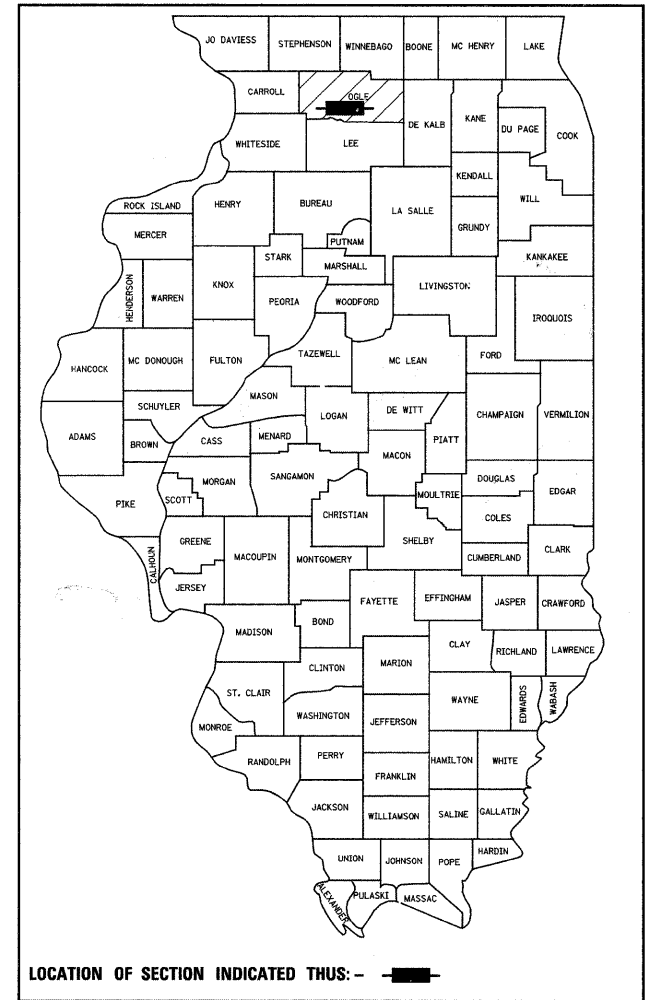 JO DAVIESS STEPHENSON WINNEBAGO BOONE MC HENRY LAKE
CARROLL OGLE
DE KALB KANE DU PAGE COOK
WHITESIDE LEE
KENDALL
ROCK ISLAND HENRY BUREAU LA SALLE WILL
MERCER PUTNAM GRUNDY
STARK MARSHALL KANKAKEE
HENDERSON WARREN KNOX PEORIA WOODFORD LIVINGSTON
IROQUOIS
HANCOCK MC DONOUGH FULTON TAZEWELL MC LEAN FORD
MASON
SCHUYLER LOGAN DE WITT CHAMPAIGN VERMILION
ADAMS BROWN CASS MENARD PIATT
MACON
MORGAN SANGAMON DOUGLAS
PIKE SCOTT MOULTRIE EDGAR
CHRISTIAN COLES
GREENE MACOUPIN SHELBY
CALHOUN MONTGOMERY CUMBERLAND CLARK
JERSEY
FAYETTE EFFINGHAM JASPER CRAWFORD
MADISON BOND
CLAY RICHLAND LAWRENCE
CLINTON MARION
ST. CLAIR WAYNE EDWARDS WABASH
WASHINGTON JEFFERSON
MONROE
RANDOLPH PERRY HAMILTON WHITE
FRANKLIN
JACKSON WILLIAMSON SALINE GALLATIN
UNION JOHNSON POPE HARDIN
ALEXANDER PULASKI MASSAC
LOCATION OF SECTION INDICATED THUS: -